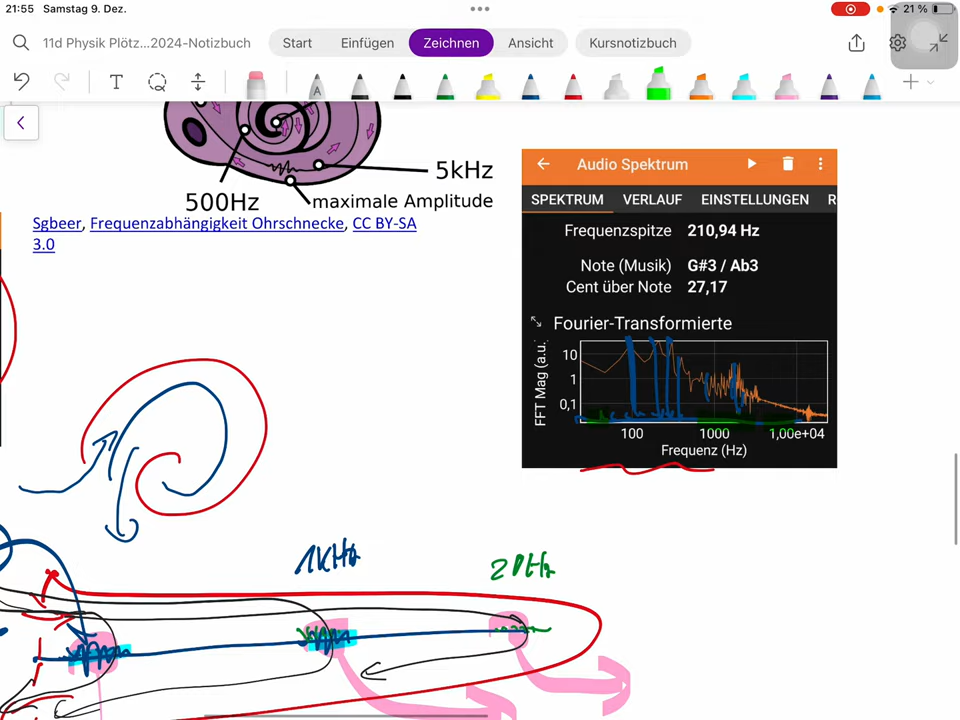 21:55 Samstag 9. Dez.
21 %
11d Physik Plötz...2024-Notizbuch
Start Einfügen Zeichnen Ansicht Kursnotizbuch
T
A
5kHz
500Hz
maximale Amplitude
Sgbeer, Frequenzabhängigkeit Ohrschnecke, CC BY-SA
3.0
Audio Spektrum
SPEKTRUM VERLAUF EINSTELLUNGEN R
Frequenzspitze 210,94 Hz
Note (Musik) G#3 / Ab3
Cent über Note 27,17
Fourier-Transformierte
FFT Mag (a.u.
10
1
0,1
100 1000 1,00e+04
Frequenz (Hz)
1kHz
20Hz